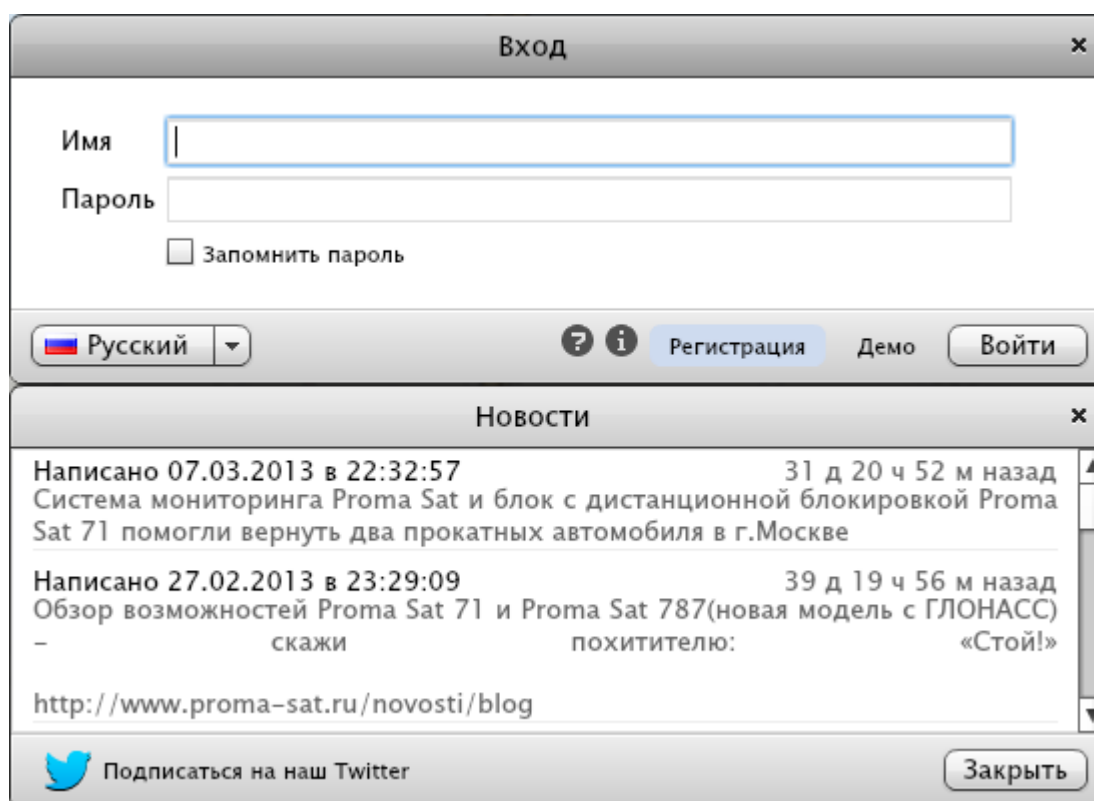 Вход
Имя
Пароль
Запомнить пароль
Русский
Регистрация
Демо
Войти
Новости
Написано 07.03.2013 в 22:32:57 31 д 20 ч 52 м назад
Система мониторинга Proma Sat и блок с дистанционной блокировкой Proma
Sat 71 помогли вернуть два прокатных автомобиля в г.Москве
Написано 27.02.2013 в 23:29:09 39 д 19 ч 56 м назад
Обзор возможностей Proma Sat 71 и Proma Sat 787(новая модель с ГЛОНАСС)
– скажи похитителю: «Стой!»
http://www.proma-sat.ru/novosti/blog
Подписаться на наш Twitter
Закрыть